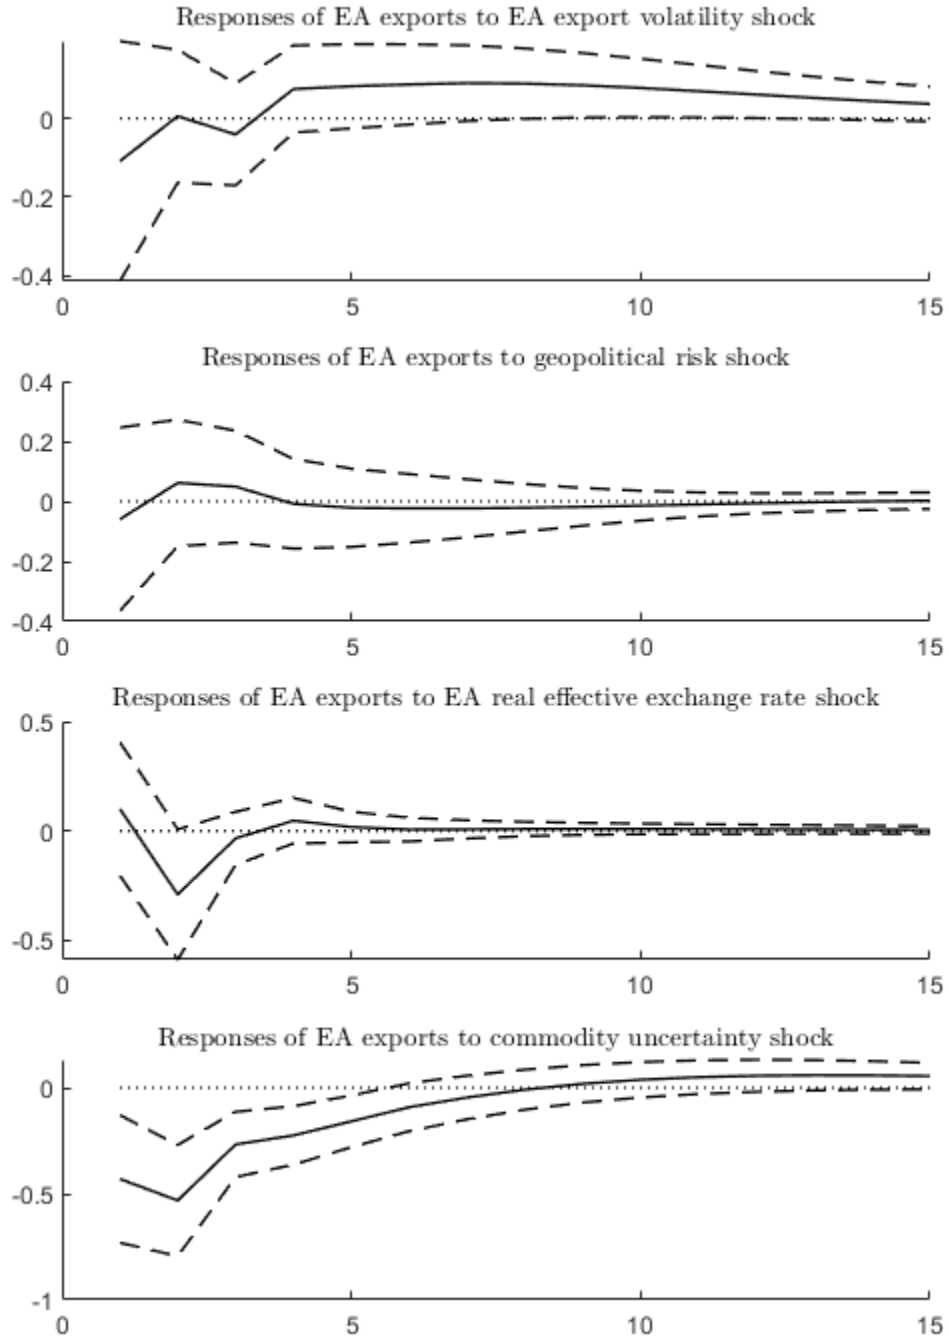 Responses of EA exports to EA export volatility shock
0
-0.2
-0.4
0 5 10 15
Responses of EA exports to geopolitical risk shock
0.4
0.2
0
-0.2
-0.4
0 5 10 15
Responses of EA exports to EA real effective exchange rate shock
0.5
0
-0.5
0 5 10 15
Responses of EA exports to commodity uncertainty shock
0
-0.5
-1
0 5 10 15